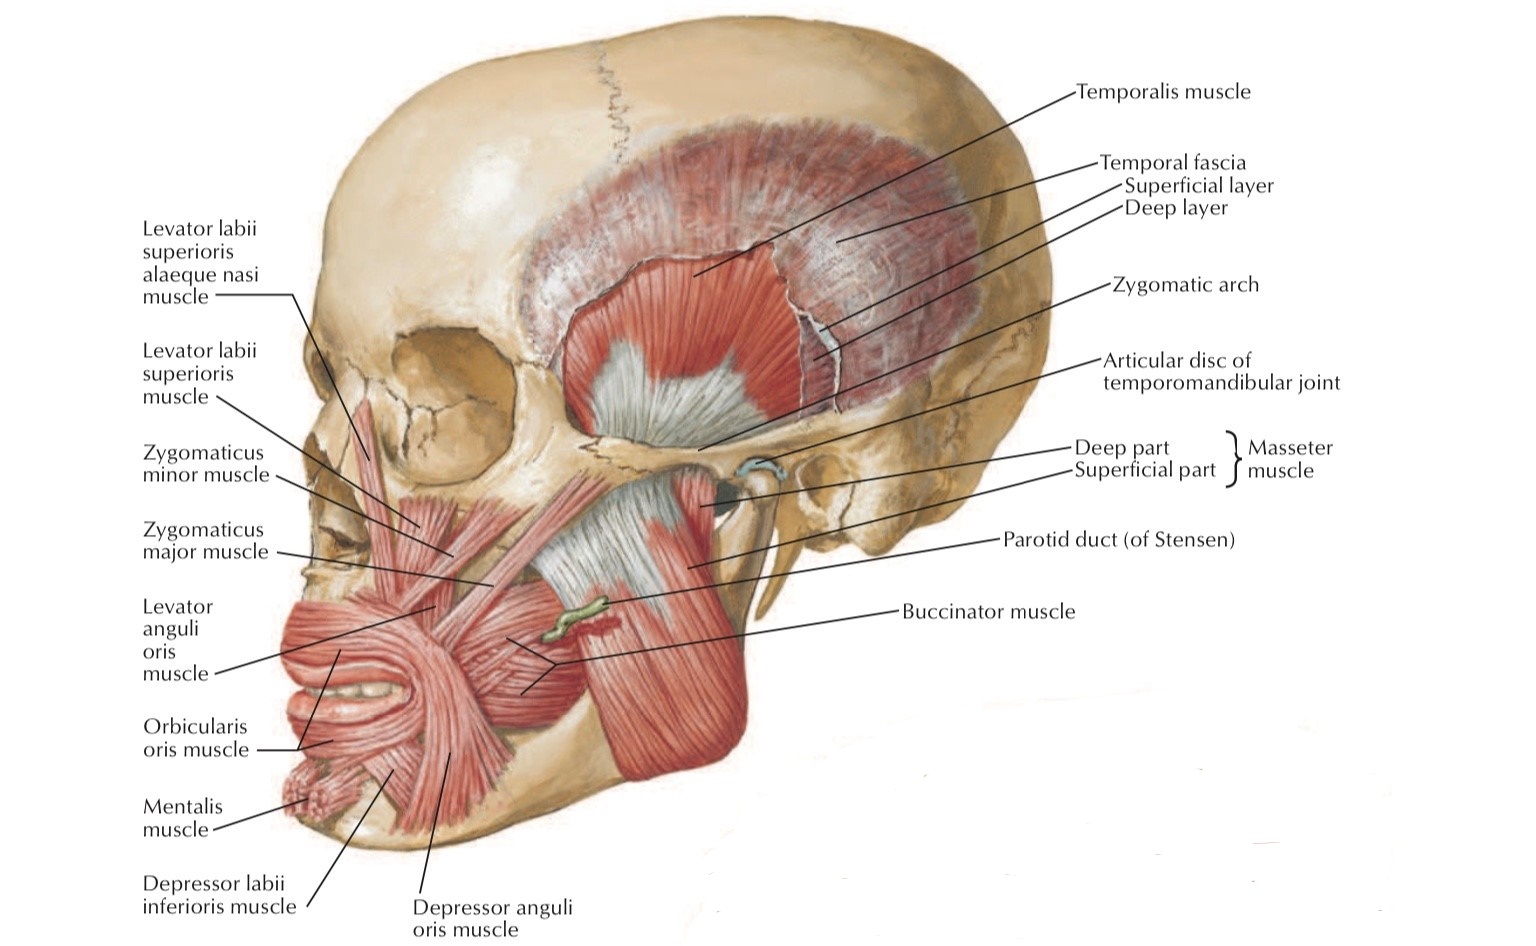 Temporalis muscle
Temporal fascia
Superficial layer
Deep layer
Levator labii
superioris
alaeque nasi
muscle
Zygomatic arch
Levator labii
superioris
muscle
Articular disc of
temporomandibular joint
Zygomaticus
minor muscle
Deep part
Superficial part
Masseter
muscle
Zygomaticus
major muscle
Parotid duct (of Stensen)
Levator
anguli
oris
muscle
Buccinator muscle
Orbicularis
oris muscle
Mentalis
muscle
Depressor labii
inferioris muscle
Depressor anguli
oris muscle